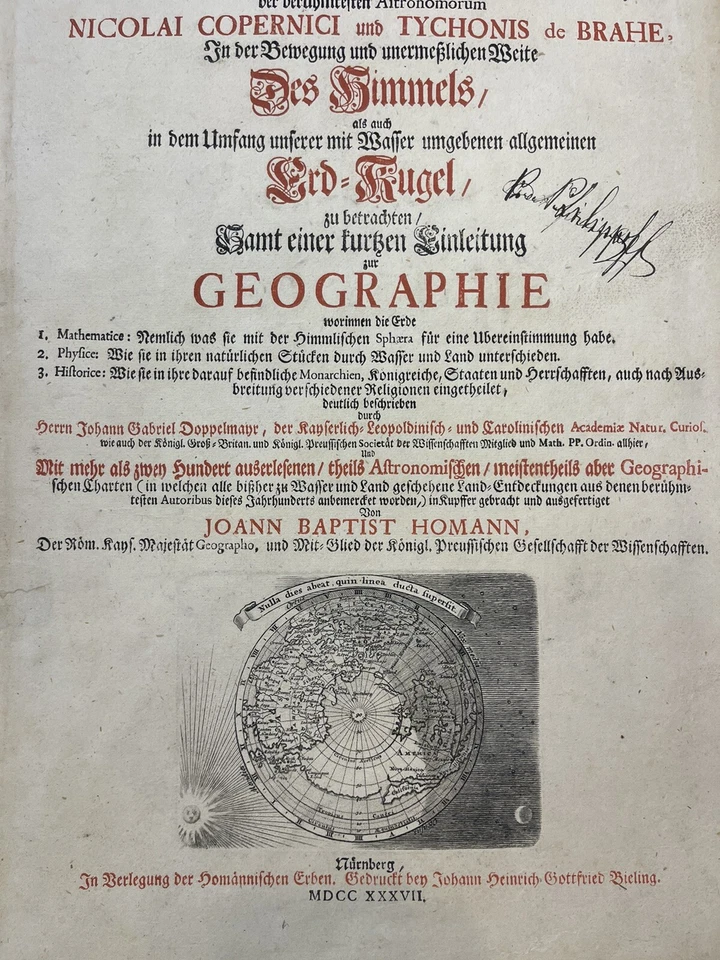 der berühmtesten Astronomorum
NICOLAI COPERNICI und TYCHONIS de BRAHE,
In der Bewegung und unermeßlichen Weite
Des Himmels/
als auch
in dem Umfang unserer mit Wasser umgebenen allgemeinen
Erd-Kugel/
zu betrachten/
Samt einer kurtzen Einleitung
zur
GEOGRAPHIE
worinnen die Erde
1. Mathematice: Nemlich was sie mit der Himmlischen Sphæra für eine Ubereinstimmung habe.
2. Physice: Wie sie in ihren natürlichen Stücken durch Wasser und Land unterschieden.
3. Historice: Wie sie in ihre darauf befindliche Monarchien, Königreiche, Staaten und Herrschafften, auch nach Aus-
breitung verschiedener Religionen eingetheilet,
deutlich beschrieben
durch
Herrn Johann Gabriel Doppelmayr, der Kayserlich-Leopoldinisch- und Carolinischen Academiæ Natur. Curios.
wie auch der Königl. Groß-Britan. und Königl. Preussischen Societät der Wissenschafften Mitglied und Math. PP. Ordin. allhier,
Und
Mit mehr als zwey Hundert auserlesenen/ theils Astronomischen/ meistentheils aber Geographi-
schen Charten (in welchen alle bißher zu Wasser und Land geschehene Land-Entdeckungen aus denen berühm-
testen Autoribus dieses Jahrhunderts anbemercket worden,) in Kupffer gebracht und ausgefertiget
Von
JOANN BAPTIST HOMANN,
Der Röm. Kays. Majestät Geographo, und Mit-Glied der Königl. Preussischen Gesellschafft der Wissenschafften.
Nulla dies abeat, quin linea ducta supersit.
America
California
Nürnberg,
In Verlegung der Homännischen Erben. Gedruckt bey Johann Heinrich Gottfried Bieling.
MDCC XXXVII.